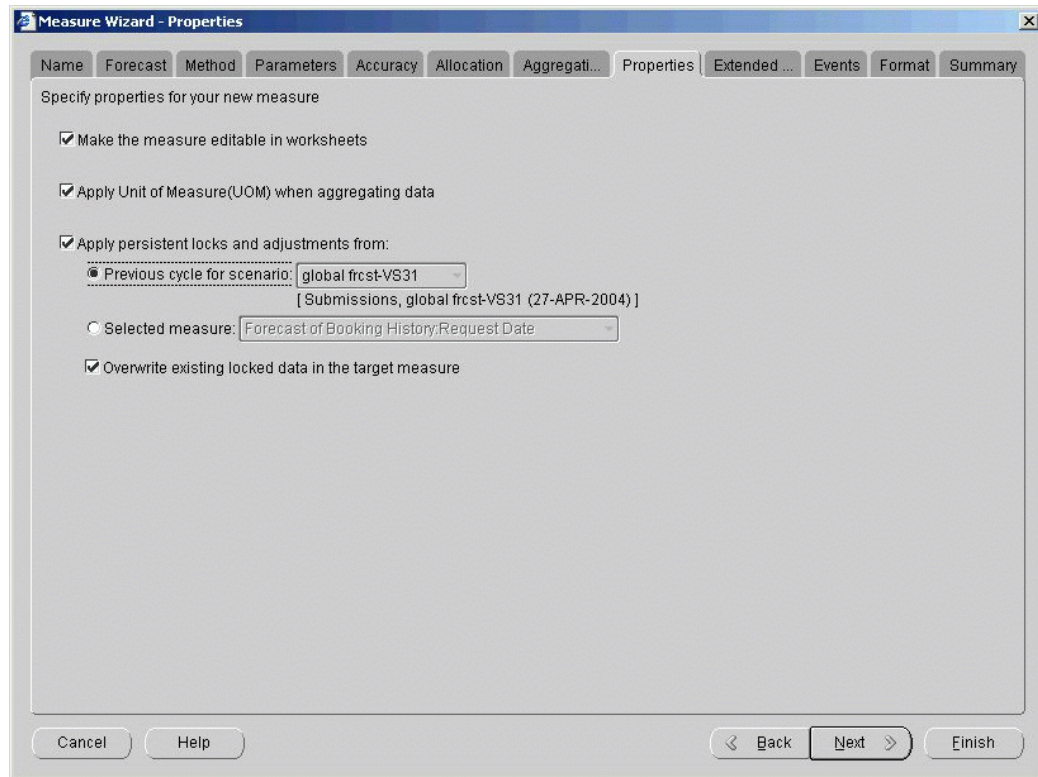 Measure Wizard - Properties
Name Forecast Method Parameters Accuracy Allocation Aggregati... Properties Extended ... Events Format Summary
Specify properties for your new measure
Make the measure editable in worksheets
Apply Unit of Measure(UOM) when aggregating data
Apply persistent locks and adjustments from:
Previous cycle for scenario: global frcst-VS31
[ Submissions, global frcst-VS31 (27-APR-2004) ]
Selected measure: Forecast of Booking History:Request Date
Overwrite existing locked data in the target measure
Cancel Help Back Next Finish